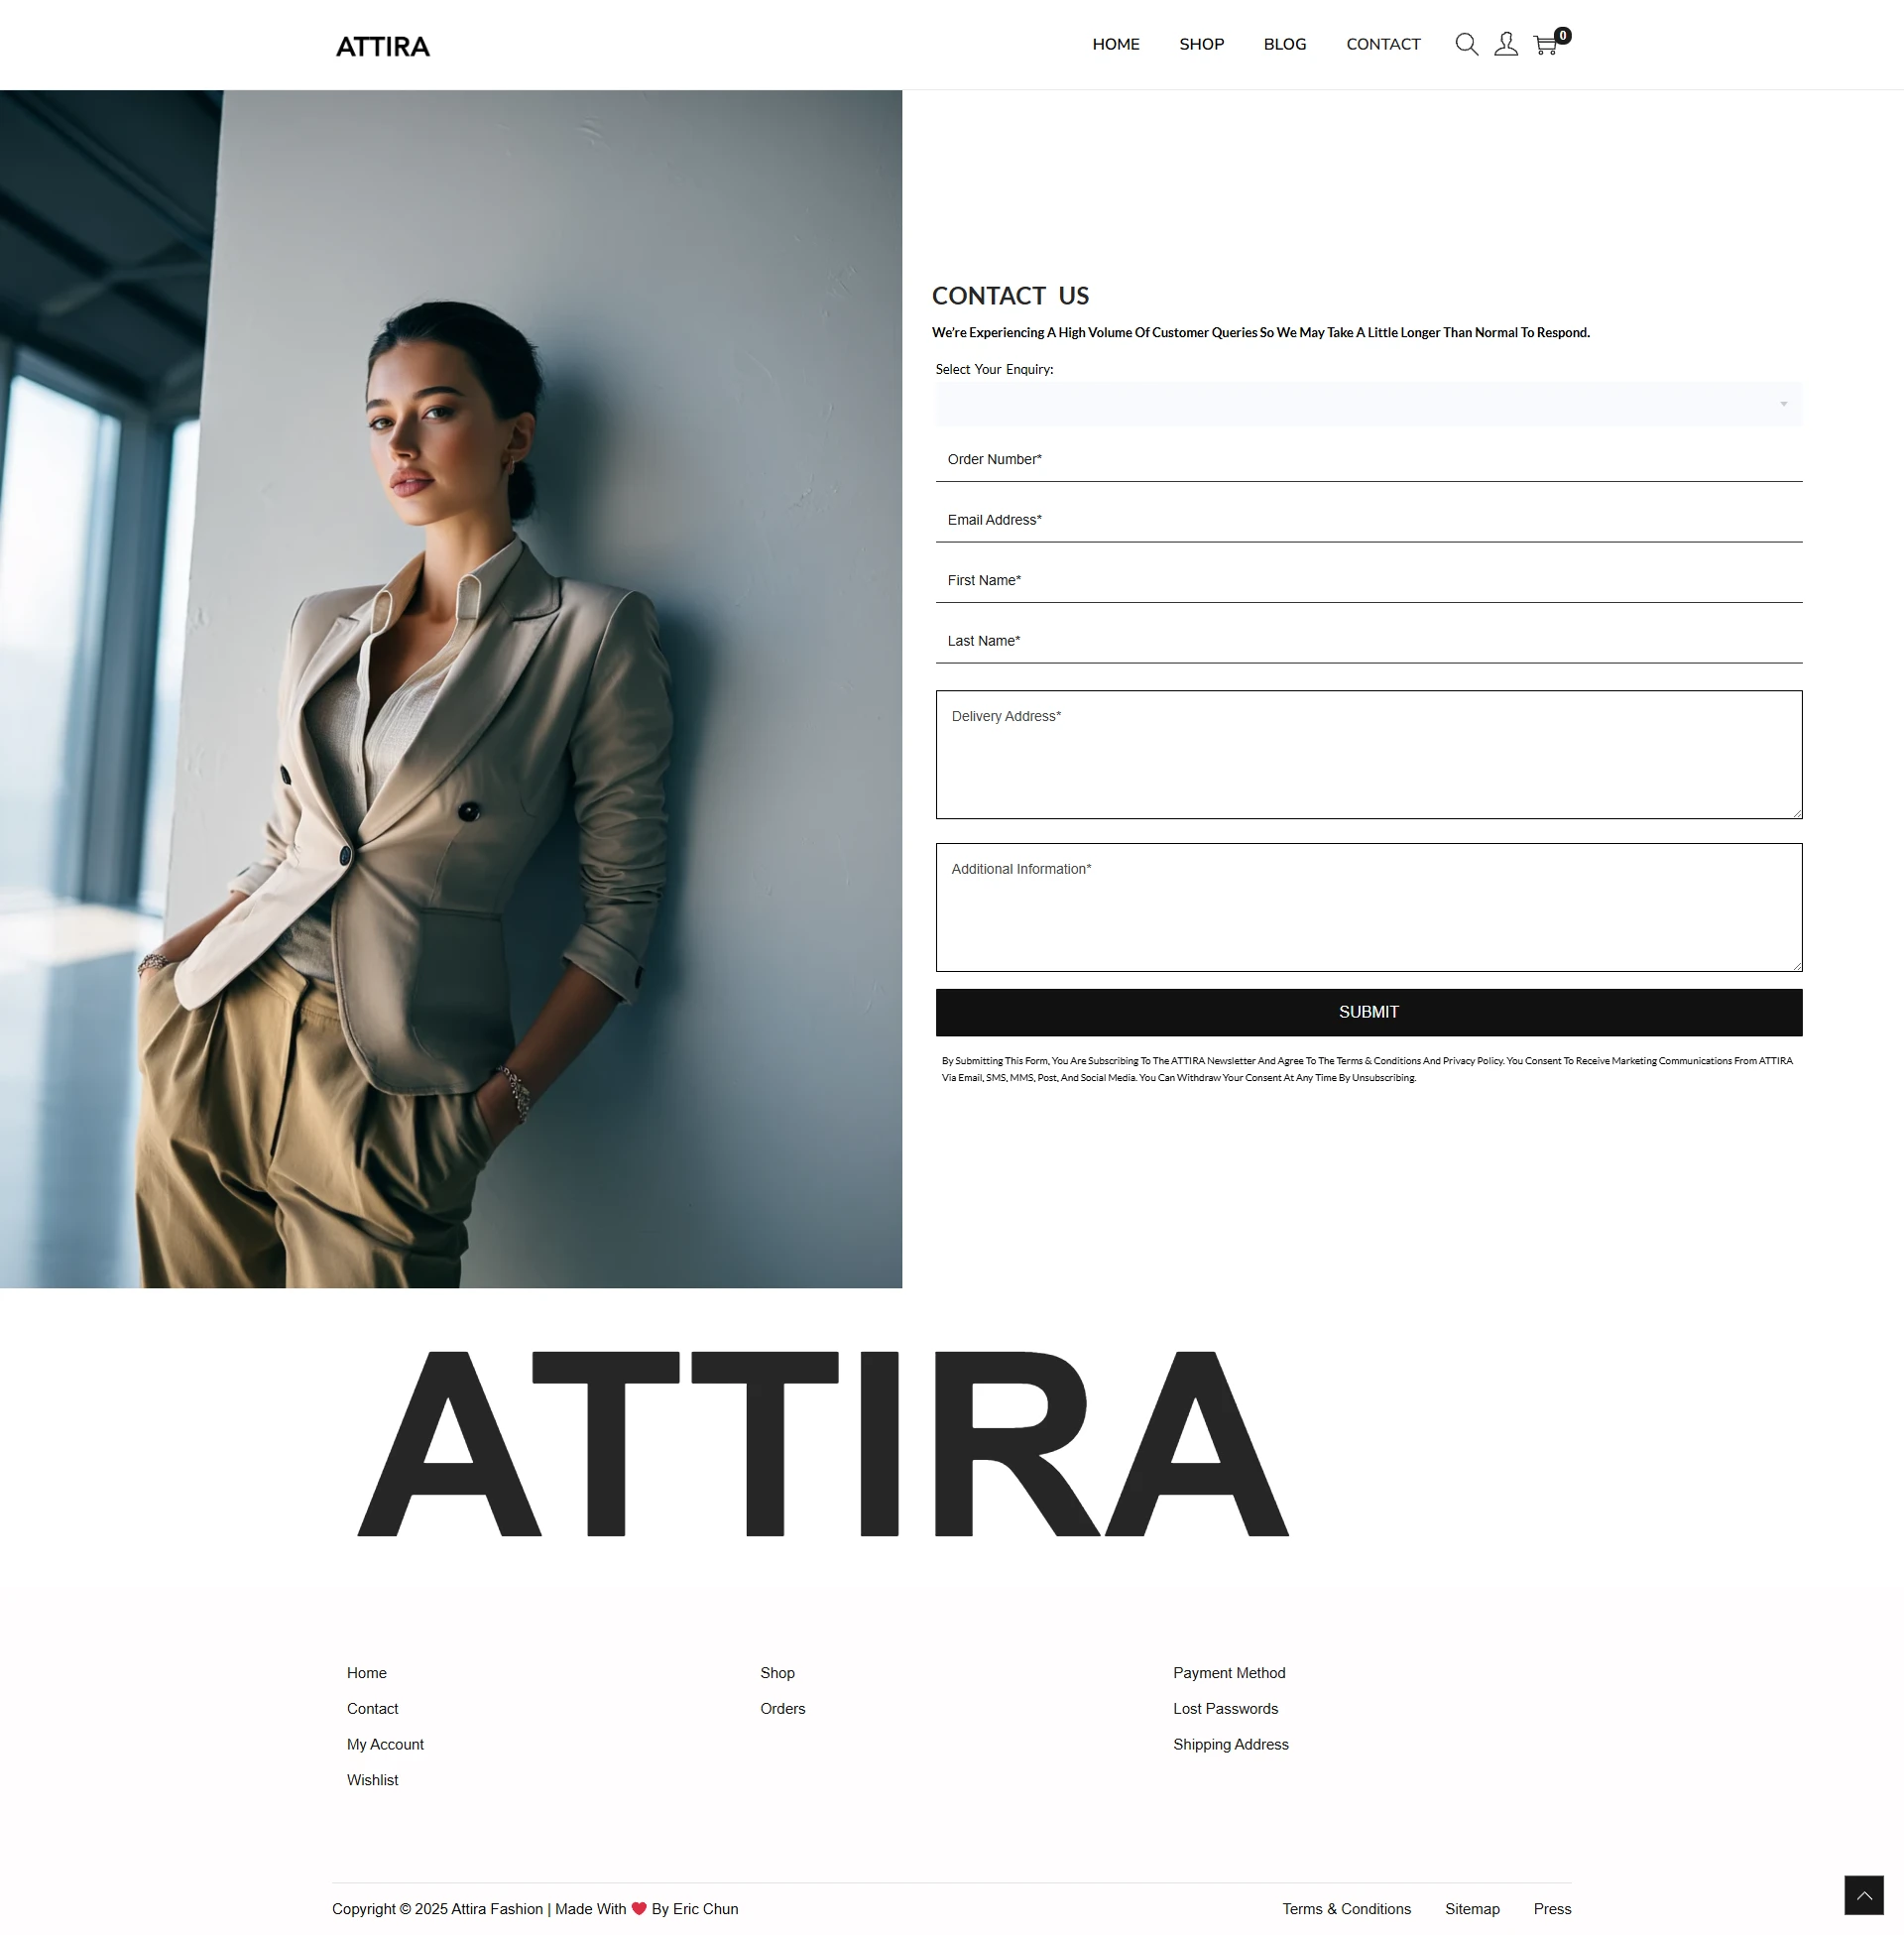 ATTIRA
HOME SHOP BLOG CONTACT 0
CONTACT US
We're Experiencing A High Volume Of Customer Queries So We May Take A Little Longer Than Normal To Respond.
Select Your Enquiry:
Order Number*
Email Address*
First Name*
Last Name*
Delivery Address*
Additional Information*
SUBMIT
By Submitting This Form, You Are Subscribing To The ATTIRA Newsletter And Agree To The Terms & Conditions And Privacy Policy. You Consent To Receive Marketing Communications From ATTIRA
Via Email, SMS, MMS, Post, And Social Media. You Can Withdraw Your Consent At Any Time By Unsubscribing.
ATTIRA
Home
Contact
My Account
Wishlist
Shop
Orders
Payment Method
Lost Passwords
Shipping Address
Copyright © 2025 Attira Fashion | Made With ❤️ By Eric Chun
Terms & Conditions Sitemap Press